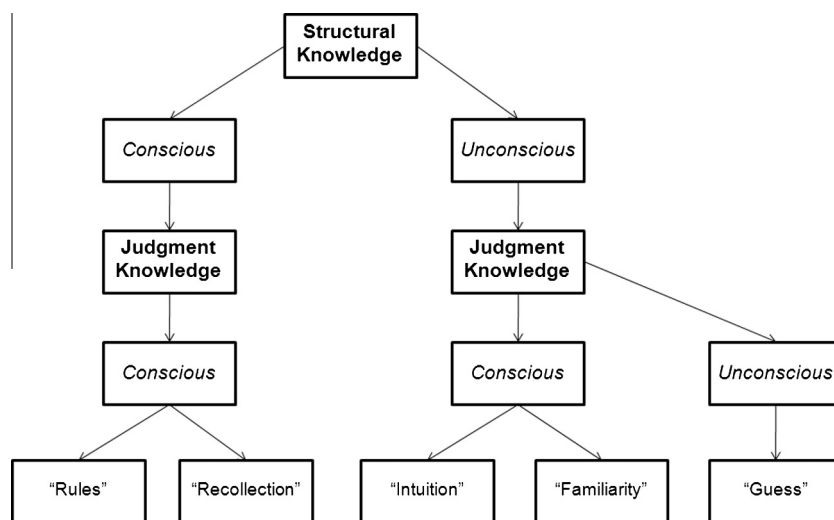 Structural
Knowledge
Conscious
Unconscious
Judgment
Knowledge
Judgment
Knowledge
Conscious
Conscious
Unconscious
“Rules”
“Recollection”
“Intuition”
“Familiarity”
“Guess”